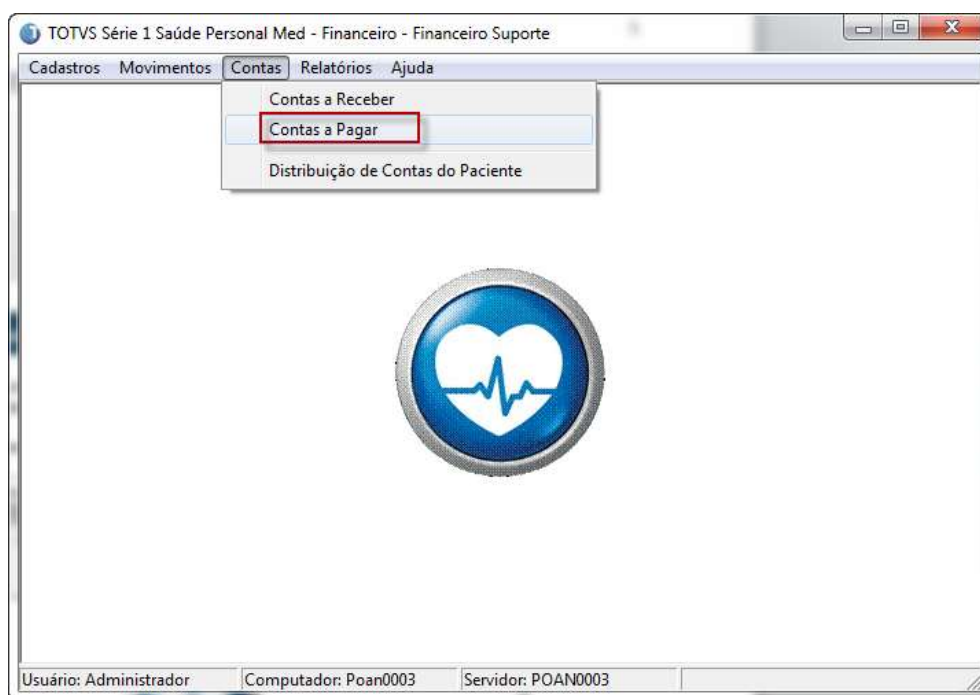 TOTVS Série 1 Saúde Personal Med - Financeiro - Financeiro Suporte
Cadastros Movimentos Contas Relatórios Ajuda
Contas a Receber
Contas a Pagar
Distribuição de Contas do Paciente
Usuário: Administrador Computador: Poan0003 Servidor: POAN0003